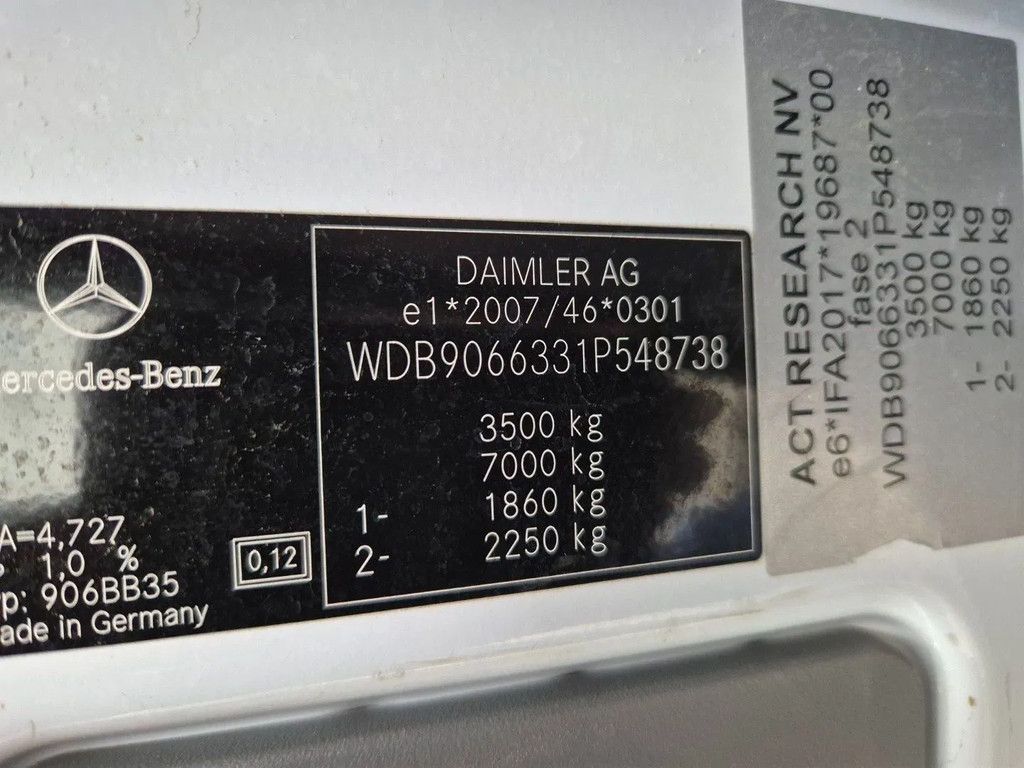 ercedes-Benz
A=4,727
1,0 %
p: 906BB35
ade in Germany
0,12
DAIMLER AG
e1*2007/46*0301
WDB9066331P548738
3500 kg
7000 kg
1- 1860 kg
2- 2250 kg
ACT RESEARCH NV
e6*IFA2017*19687*00
fase 2
WDB9066331P548738
3500 kg
7000 kg
1- 1860 kg
2- 2250 kg